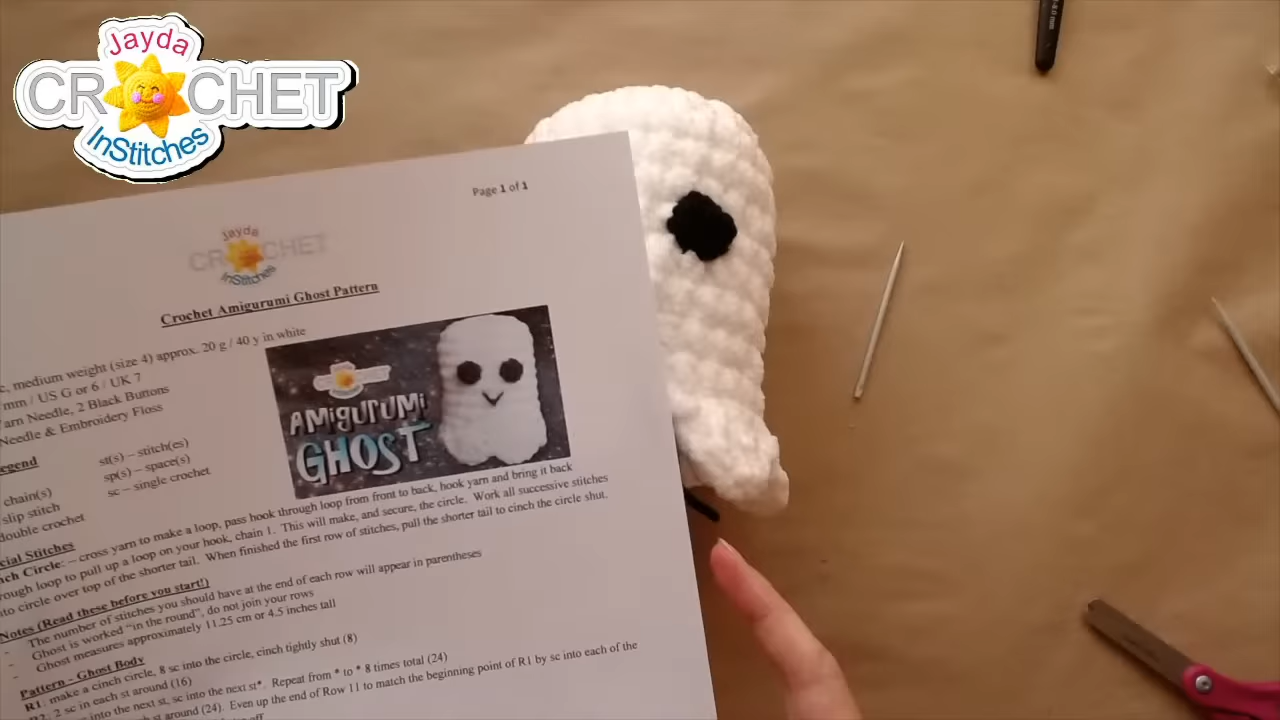 Jayda
CROCHET
InStitches
Page 1 of 1
Jayda
CROCHET
InStitches
Crochet Amigurumi Ghost Pattern
medium weight (size 4) approx. 20 g / 40 y in white
mm / US G or 6 / UK 7
Needle, 2 Black Buttons
Needle & Embroidery Floss
AMiguruMi
GHOST
st(s) – stitch(es)
sp(s) – space(s)
chain(s)
sc – single crochet
slip stitch
double crochet
Stitches
Circle: – cross yarn to make a loop, pass hook through loop from front to back, hook yarn and bring it back
through loop to pull up a loop on your hook, chain 1. This will make, and secure, the circle. Work all successive stitches
into circle over top of the shorter tail. When finished the first row of stitches, pull the shorter tail to cinch the circle shut.
Notes (Read these before you start!)
- The number of stitches you should have at the end of each row will appear in parentheses
- Ghost is worked "in the round", do not join your rows
- Ghost measures approximately 11.25 cm or 4.5 inches tall
Pattern - Ghost Body
R1: make a cinch circle, 8 sc into the circle, cinch tightly shut (8)
R2: 2 sc in each st around (16)
into the next st, sc into the next st*. Repeat from * to * 8 times total (24)
st around (24). Even up the end of Row 11 to match the beginning point of R1 by sc into each of the
off